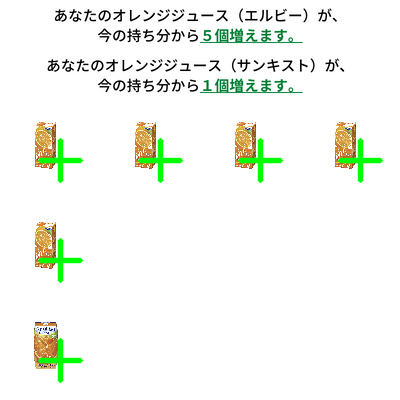 あなたのオレンジジュース（エルビー）が、
今の持ち分から５個増えます。
あなたのオレンジジュース（サンキスト）が、
今の持ち分から１個増えます。